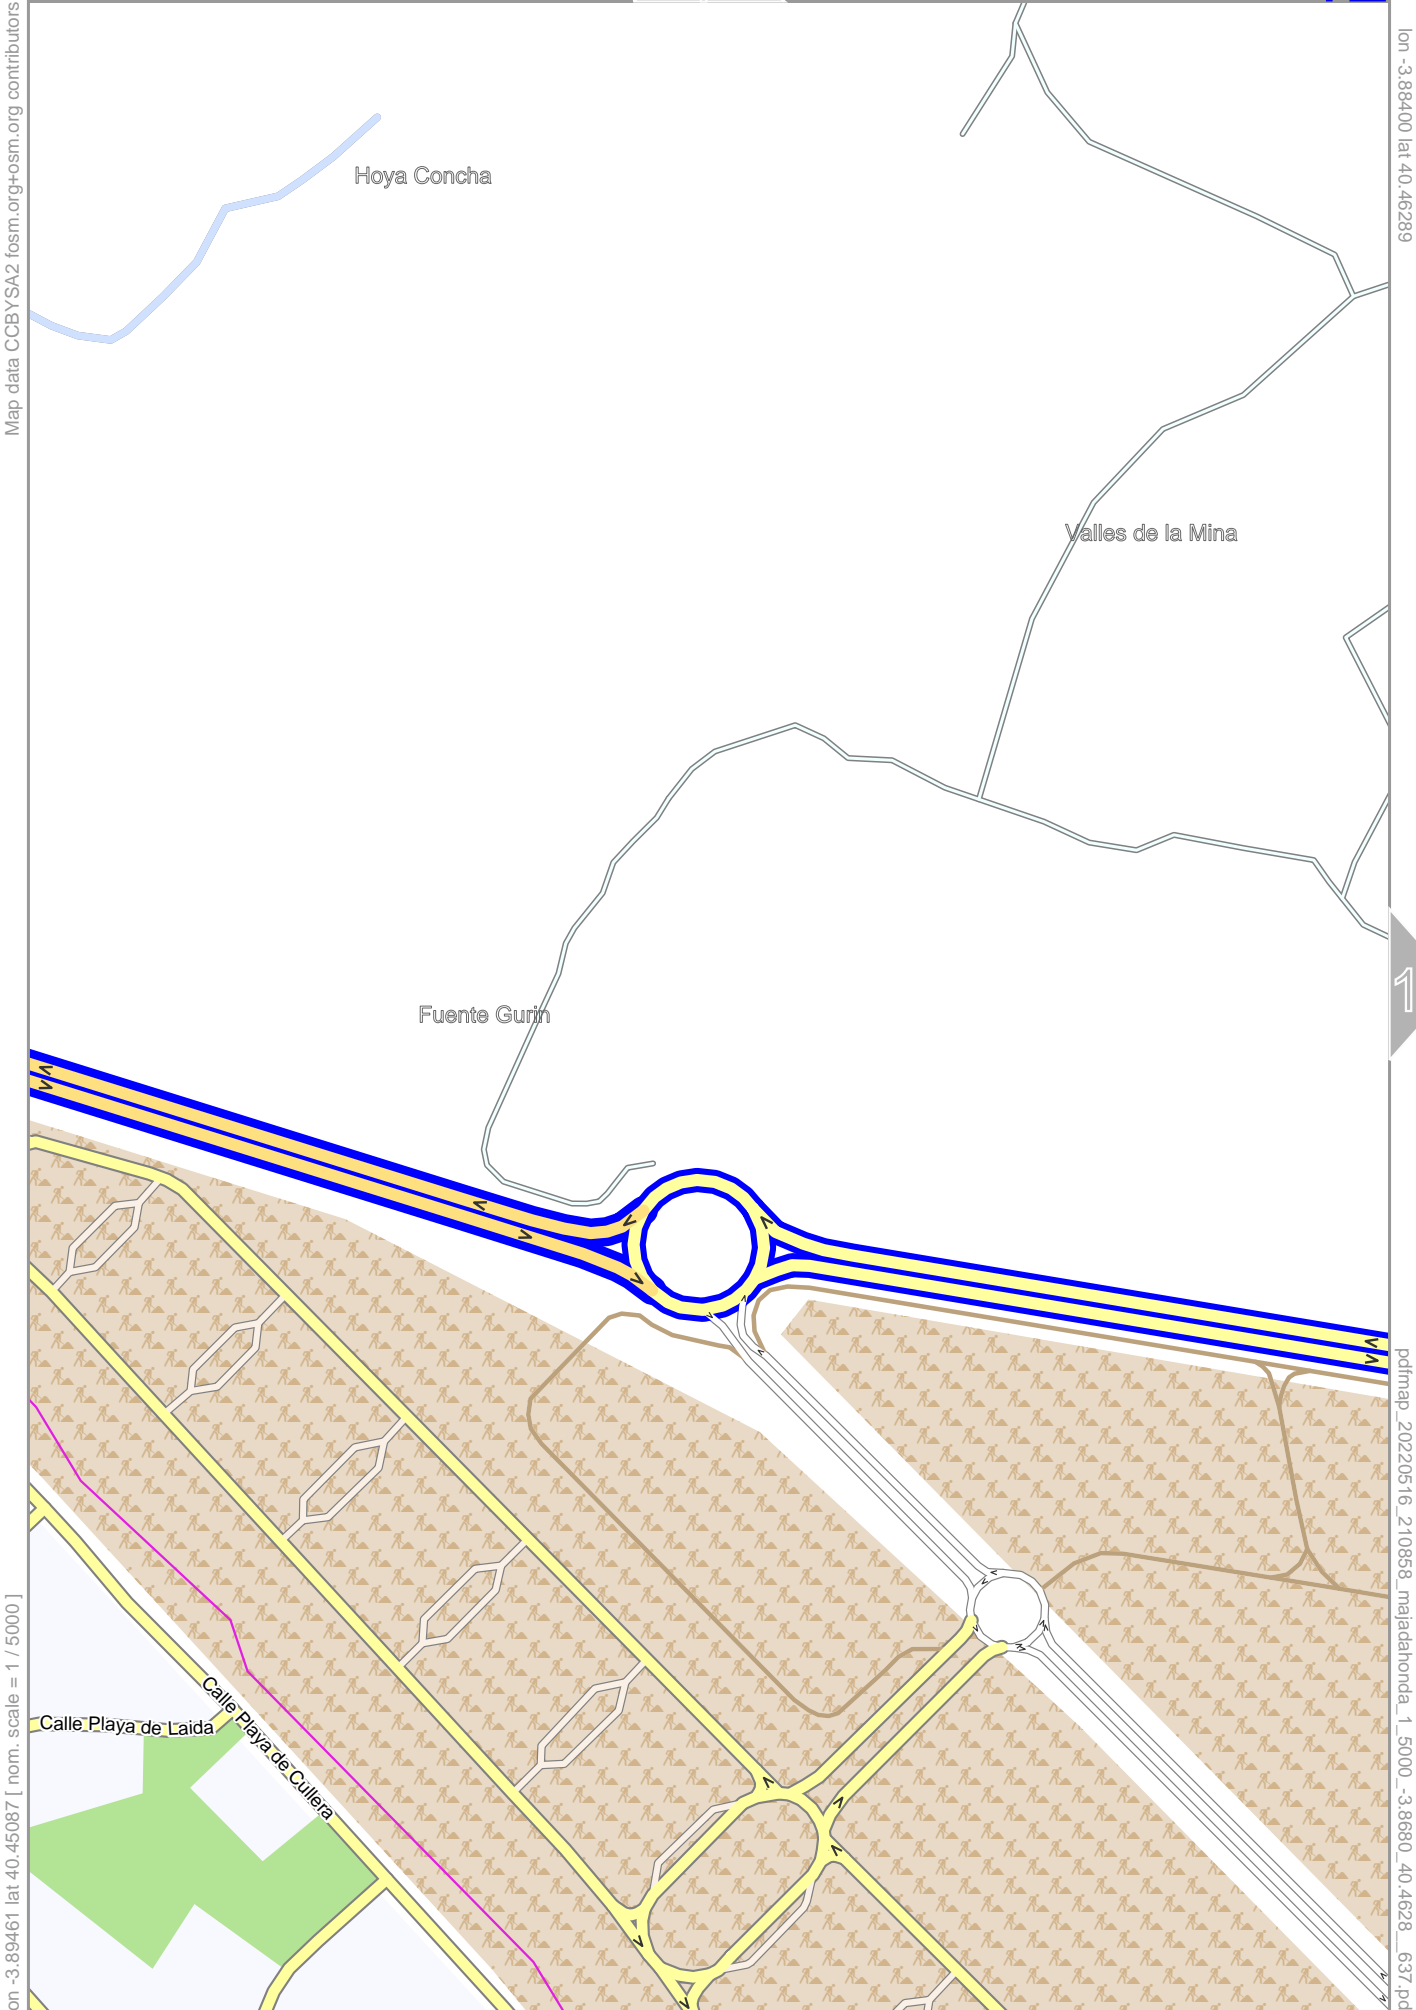 Map data CCBYSA2 fosm.org+osm.org contributors
lon -3.88400 lat 40.46289
Hoya Concha
Valles de la Mina
1
Fuente Gurin
Calle Playa de Laida
Calle Playa de Cullera
on -3.89461 lat 40.45087 [ nom. scale = 1 / 5000 ]
pdfmap_20220516_210858_majadahonda_1_5000_-3.8680_40.4628__637.pd